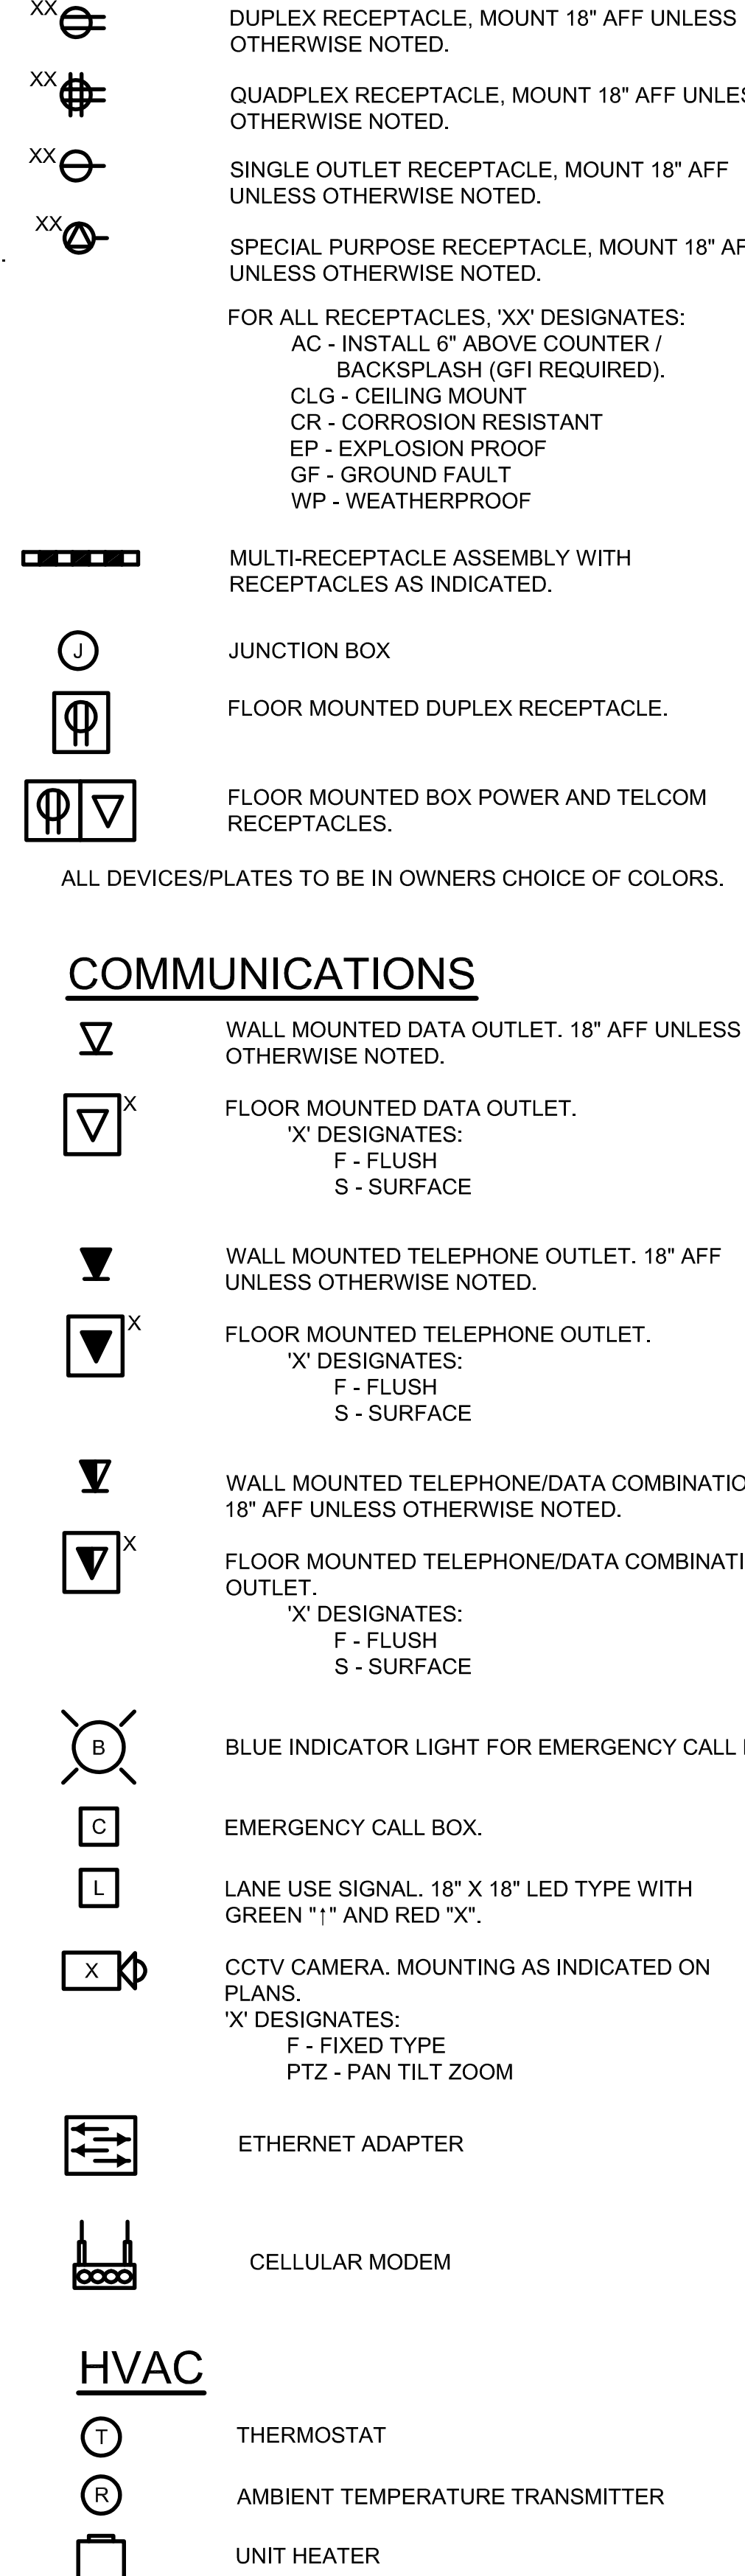 XX DUPLEX RECEPTACLE, MOUNT 18" AFF UNLESS
OTHERWISE NOTED.
XX QUADPLEX RECEPTACLE, MOUNT 18" AFF
OTHERWISE NOTED.
XX SINGLE OUTLET RECEPTACLE, MOUNT 18" AFF
UNLESS OTHERWISE NOTED.
XX SPECIAL PURPOSE RECEPTACLE, MOUNT 18"
UNLESS OTHERWISE NOTED.
FOR ALL RECEPTACLES, 'XX' DESIGNATES:
AC - INSTALL 6" ABOVE COUNTER /
BACKSPLASH (GFI REQUIRED).
CLG - CEILING MOUNT
CR - CORROSION RESISTANT
EP - EXPLOSION PROOF
GF - GROUND FAULT
WP - WEATHERPROOF
MULTI-RECEPTACLE ASSEMBLY WITH
RECEPTACLES AS INDICATED.
J JUNCTION BOX
FLOOR MOUNTED DUPLEX RECEPTACLE.
FLOOR MOUNTED BOX POWER AND TELCOM
RECEPTACLES.
ALL DEVICES/PLATES TO BE IN OWNERS CHOICE OF COLORS.
COMMUNICATIONS
WALL MOUNTED DATA OUTLET. 18" AFF UNLESS
OTHERWISE NOTED.
X FLOOR MOUNTED DATA OUTLET.
'X' DESIGNATES:
F - FLUSH
S - SURFACE
WALL MOUNTED TELEPHONE OUTLET. 18" AFF
UNLESS OTHERWISE NOTED.
X FLOOR MOUNTED TELEPHONE OUTLET.
'X' DESIGNATES:
F - FLUSH
S - SURFACE
WALL MOUNTED TELEPHONE/DATA
18" AFF UNLESS OTHERWISE NOTED.
X FLOOR MOUNTED TELEPHONE/DATA
OUTLET.
'X' DESIGNATES:
F - FLUSH
S - SURFACE
B BLUE INDICATOR LIGHT FOR EMERGENCY CALL
C EMERGENCY CALL BOX.
L LANE USE SIGNAL. 18" X 18" LED TYPE WITH
GREEN "↑" AND RED "X".
X CCTV CAMERA. MOUNTING AS INDICATED ON
PLANS.
'X' DESIGNATES:
F - FIXED TYPE
PTZ - PAN TILT ZOOM
ETHERNET ADAPTER
CELLULAR MODEM
HVAC
T THERMOSTAT
R AMBIENT TEMPERATURE TRANSMITTER
UNIT HEATER